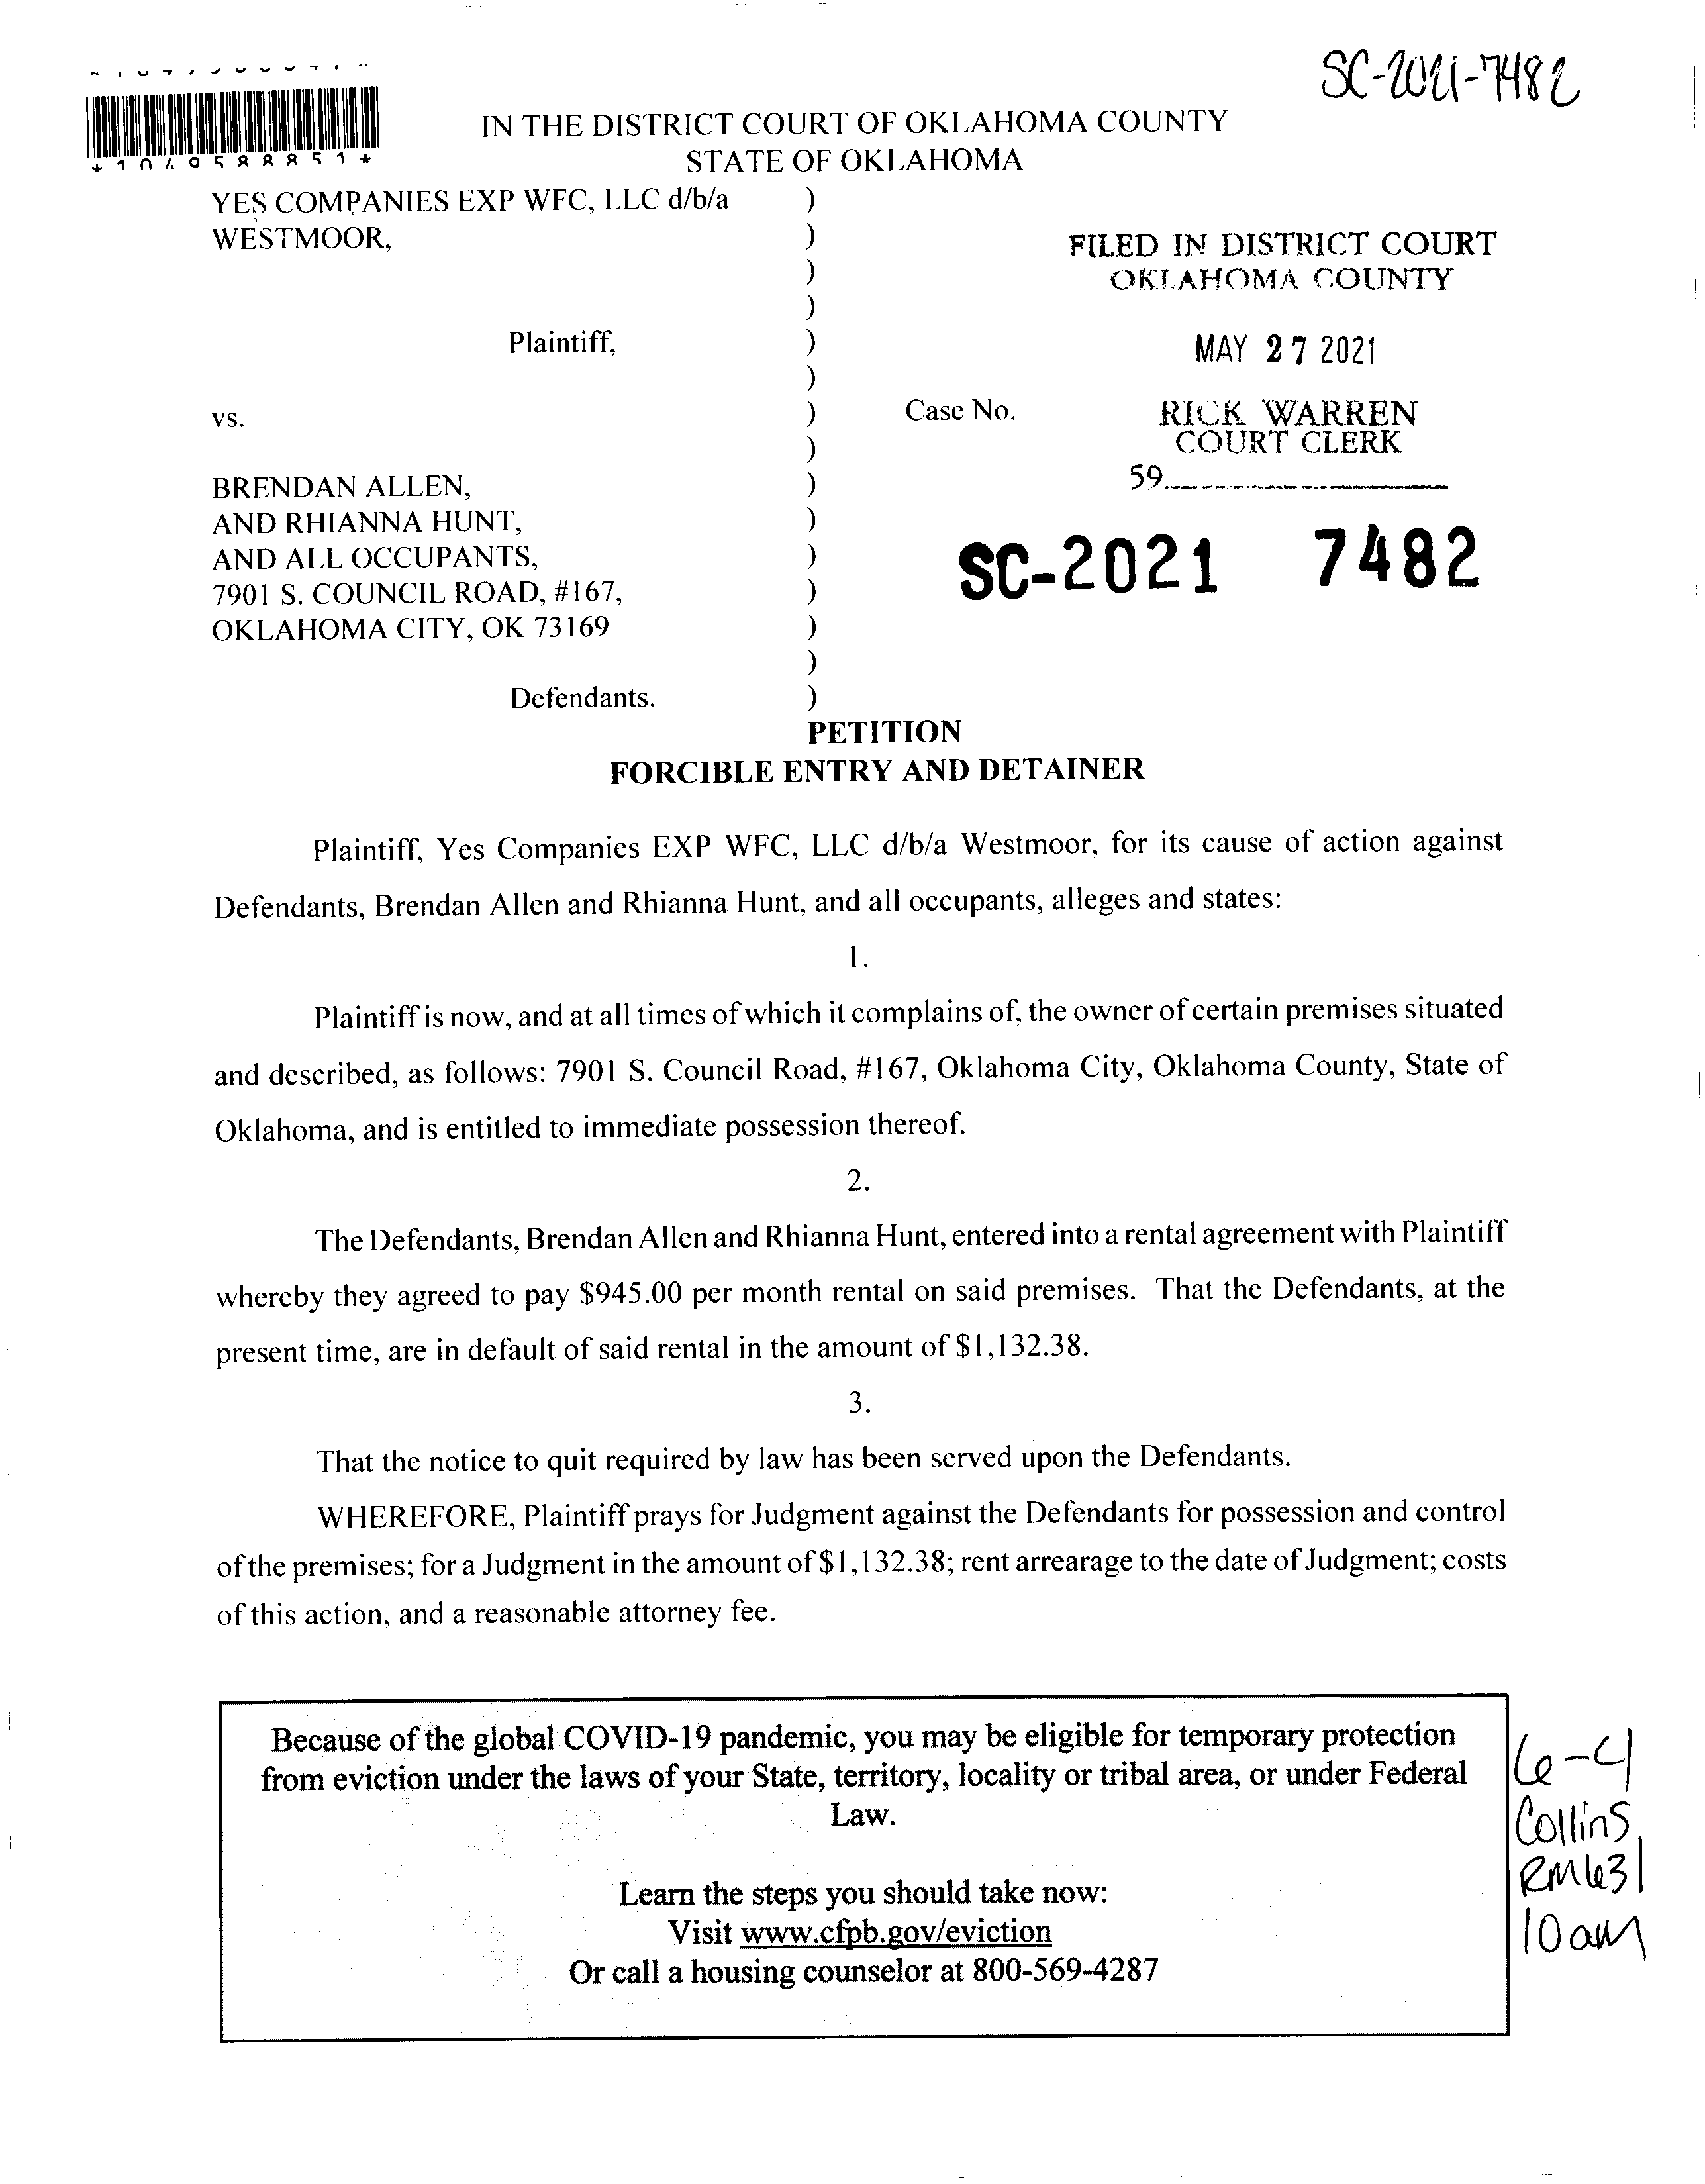 SC-2021-7482
*1049588851*
IN THE DISTRICT COURT OF OKLAHOMA COUNTY
STATE OF OKLAHOMA
YES COMPANIES EXP WFC, LLC d/b/a )
WESTMOOR, )
)
)
Plaintiff, )
)
vs. )
)
BRENDAN ALLEN, )
AND RHIANNA HUNT, )
AND ALL OCCUPANTS, )
7901 S. COUNCIL ROAD, #167, )
OKLAHOMA CITY, OK 73169 )
)
Defendants. )
FILED IN DISTRICT COURT
OKLAHOMA COUNTY
MAY 27 2021
Case No.
RICK WARREN
COURT CLERK
59
SC-2021 7482
PETITION
FORCIBLE ENTRY AND DETAINER
Plaintiff, Yes Companies EXP WFC, LLC d/b/a Westmoor, for its cause of action against
Defendants, Brendan Allen and Rhianna Hunt, and all occupants, alleges and states:
1.
Plaintiff is now, and at all times of which it complains of, the owner of certain premises situated
and described, as follows: 7901 S. Council Road, #167, Oklahoma City, Oklahoma County, State of
Oklahoma, and is entitled to immediate possession thereof.
2.
The Defendants, Brendan Allen and Rhianna Hunt, entered into a rental agreement with Plaintiff
whereby they agreed to pay $945.00 per month rental on said premises. That the Defendants, at the
present time, are in default of said rental in the amount of $1,132.38.
3.
That the notice to quit required by law has been served upon the Defendants.
WHEREFORE, Plaintiff prays for Judgment against the Defendants for possession and control
of the premises; for a Judgment in the amount of $1,132.38; rent arrearage to the date of Judgment; costs
of this action, and a reasonable attorney fee.
Because of the global COVID-19 pandemic, you may be eligible for temporary protection
from eviction under the laws of your State, territory, locality or tribal area, or under Federal
Law.
Learn the steps you should take now:
Visit www.cfpb.gov/eviction
Or call a housing counselor at 800-569-4287
6-4
Collins
RM631
10am